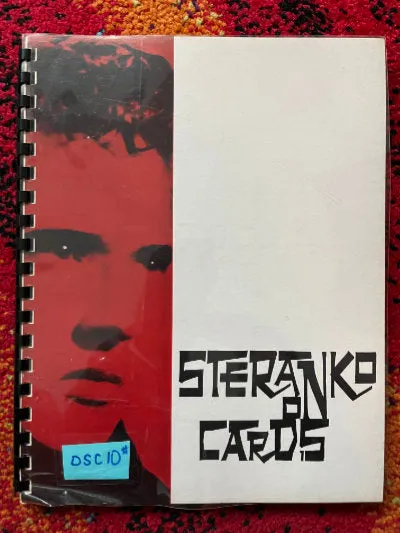 STERANKO
ON
CARDS
DSC10#